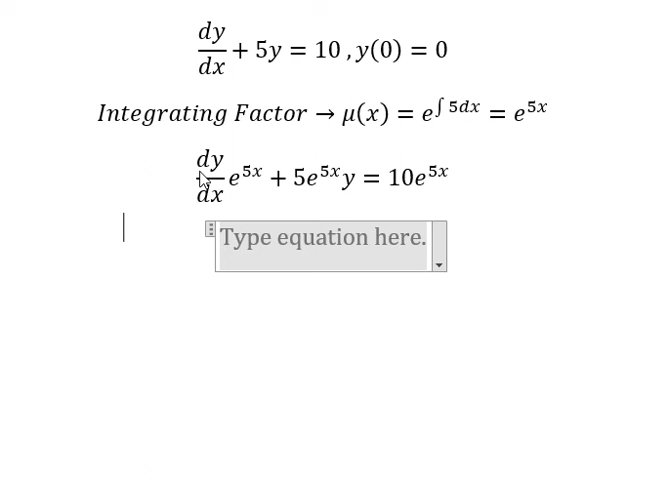 dy/dx + 5y = 10 , y(0) = 0
Integrating Factor → μ(x) = e^∫ 5dx = e^5x
dy/dx e^5x + 5e^5x y = 10e^5x
Type equation here.